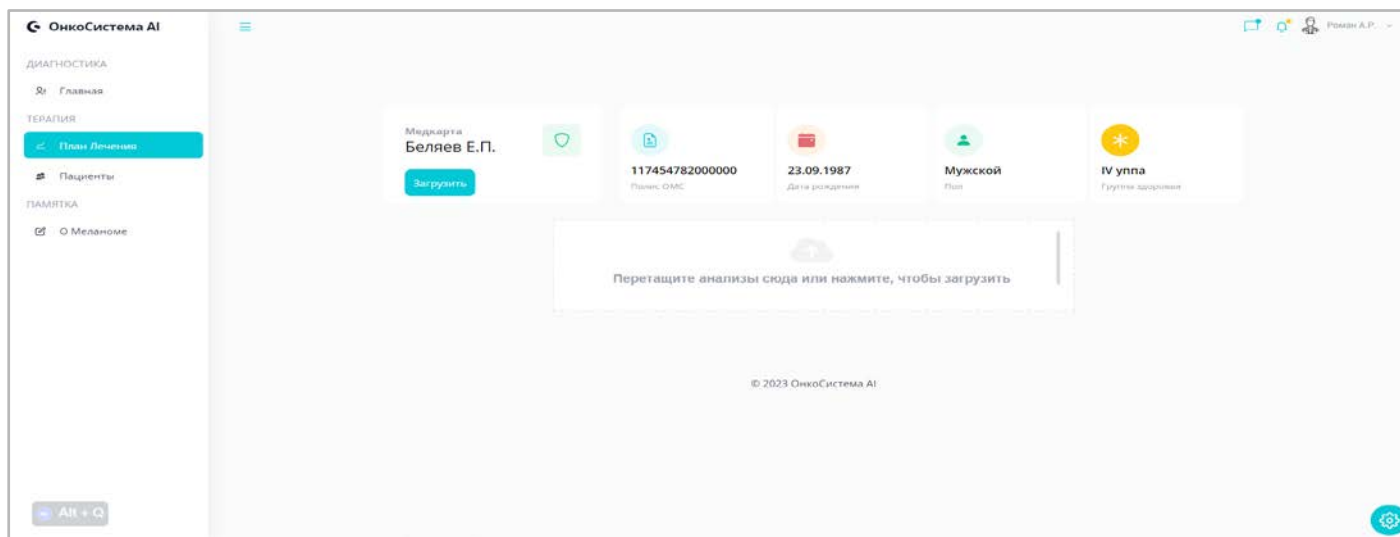 ОнкоСистема AI
Роман А.Р...
ДИАГНОСТИКА
Главная
ТЕРАПИЯ
План Лечения
Пациенты
ПАМЯТКА
О Меланоме
Медкарта
Беляев Е.П.
Загрузить
117454782000000
Полис ОМС
23.09.1987
Дата рождения
Мужской
Пол
IV уппа
Группа здоровья
Перетащите анализы сюда или нажмите, чтобы загрузить
© 2023 ОнкоСистема AI
Alt + Q